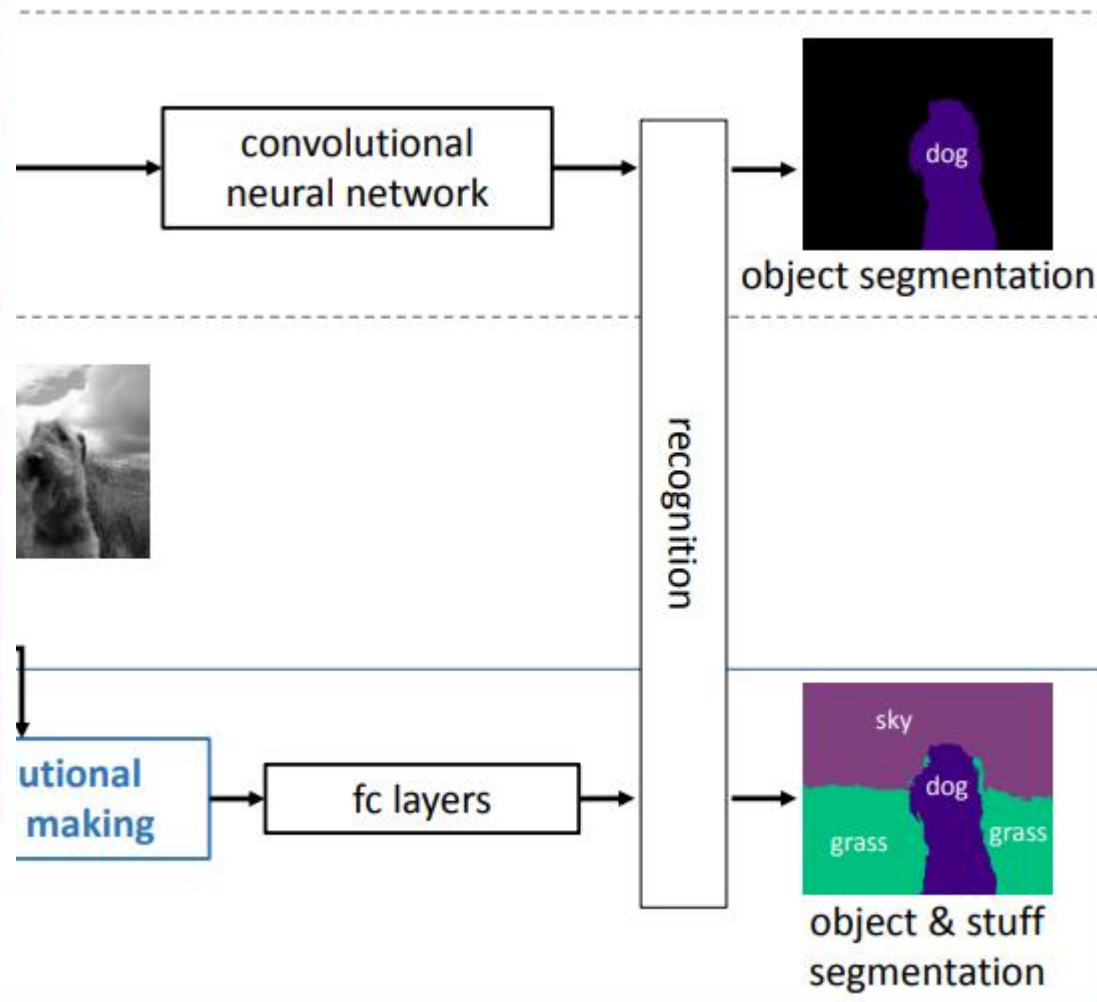 convolutional
neural network
dog
object segmentation
recognition
utional
making
fc layers
sky
dog
grass
grass
object & stuff
segmentation